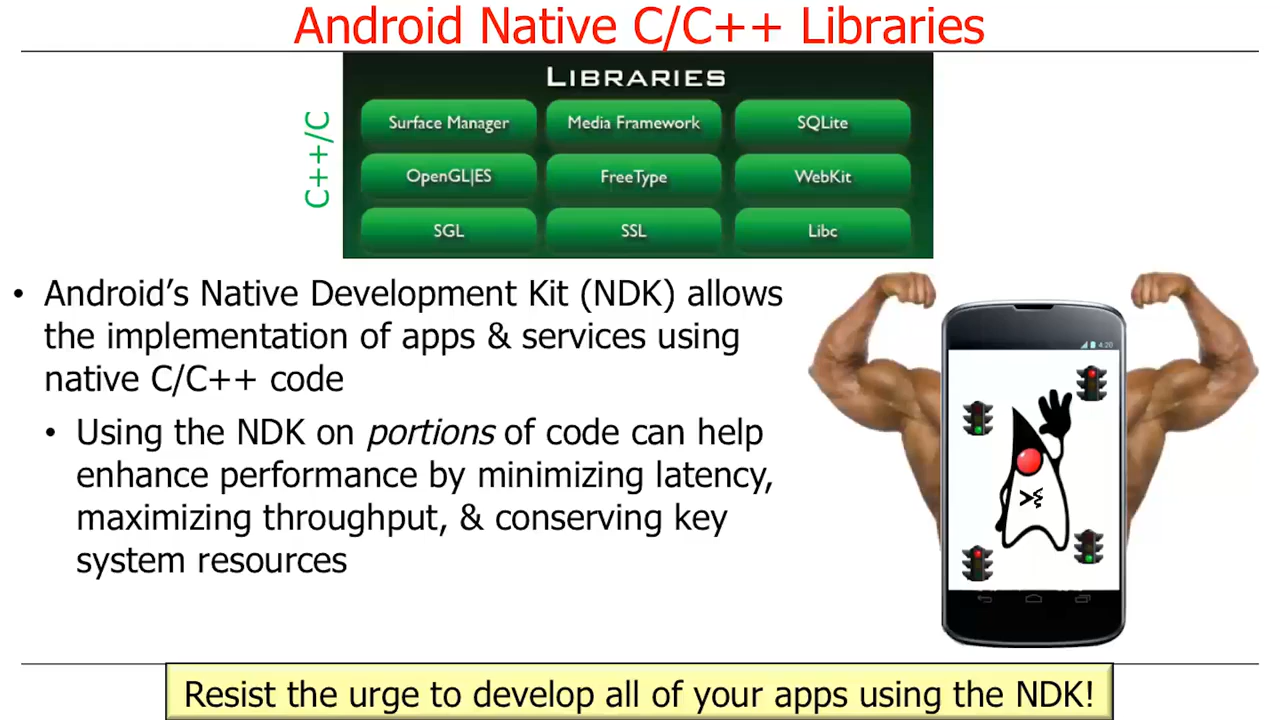 Android Native C/C++ Libraries
LIBRARIES
C++/C
Surface Manager
Media Framework
SQLite
OpenGL|ES
FreeType
WebKit
SGL
SSL
Libc
• Android’s Native Development Kit (NDK) allows
the implementation of apps & services using
native C/C++ code
• Using the NDK on portions of code can help
enhance performance by minimizing latency,
maximizing throughput, & conserving key
system resources
4:20
Resist the urge to develop all of your apps using the NDK!